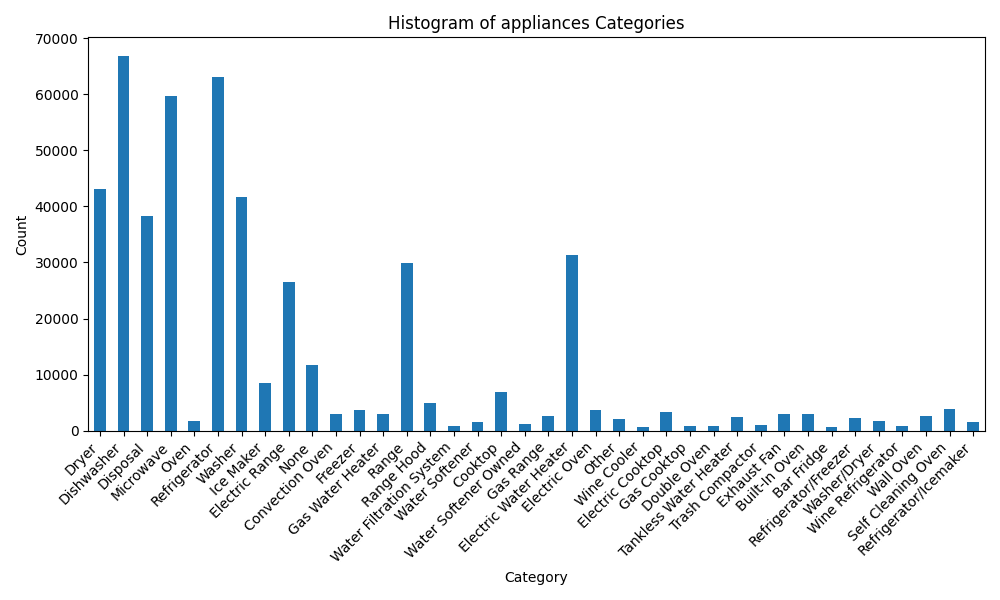 Histogram of appliances Categories
70000
60000
50000
40000
30000
20000
10000
0
Count
Dryer
Dishwasher
Disposal
Microwave
Oven
Refrigerator
Washer
Ice Maker
Electric Range
None
Convection Oven
Freezer
Gas Water Heater
Range
Range Hood
Water Filtration System
Water Softener
Cooktop
Water Softener Owned
Gas Range
Electric Water Heater
Electric Oven
Other
Wine Cooler
Electric Cooktop
Gas Cooktop
Double Oven
Tankless Water Heater
Trash Compactor
Exhaust Fan
Built-In Oven
Bar Fridge
Refrigerator/Freezer
Washer/Dryer
Wine Refrigerator
Wall Oven
Self Cleaning Oven
Refrigerator/Icemaker
Category